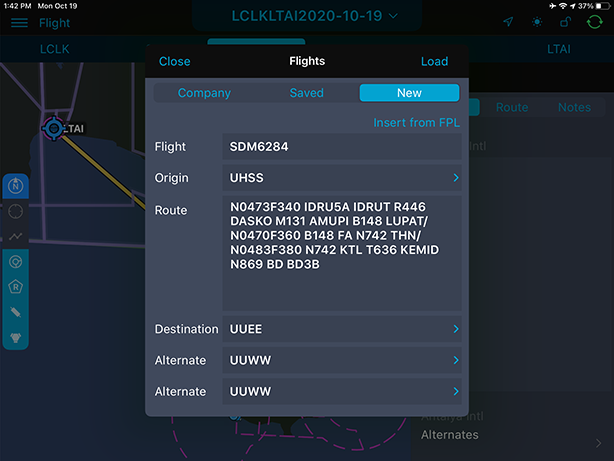 1:42 PM Mon Oct 19
37%
Flight
LCLKLTAI2020-10-19
LCLK
LTAI
Close
Flights
Load
Company
Saved
New
Route
Notes
Insert from FPL
Intl
LTAI
Flight
SDM6284
Origin
UHSS
N
Route
N0473F340 IDRU5A IDRUT R446
DASKO M131 AMUPI B148 LUPAT/
N0470F360 B148 FA N742 THN/
N0483F380 N742 KTL T636 KEMID
N869 BD BD3B
R
Destination
UUEE
Alternate
UUWW
Alternate
UUWW
Antalya Intl
Alternates